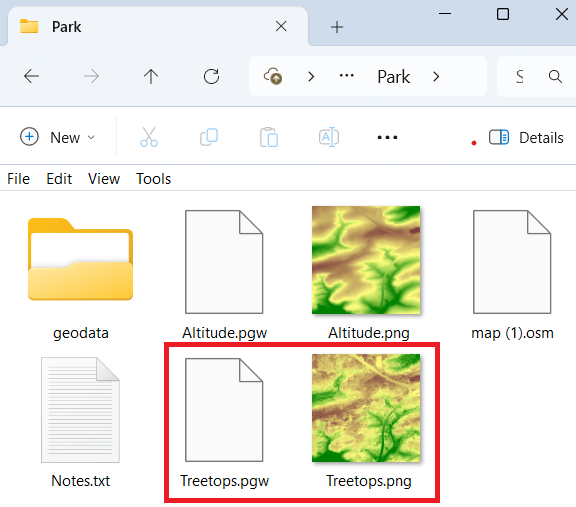 Park
Park
S
New
Details
File Edit View Tools
geodata
Altitude.pgw
Altitude.png
map (1).osm
Notes.txt
Treetops.pgw
Treetops.png